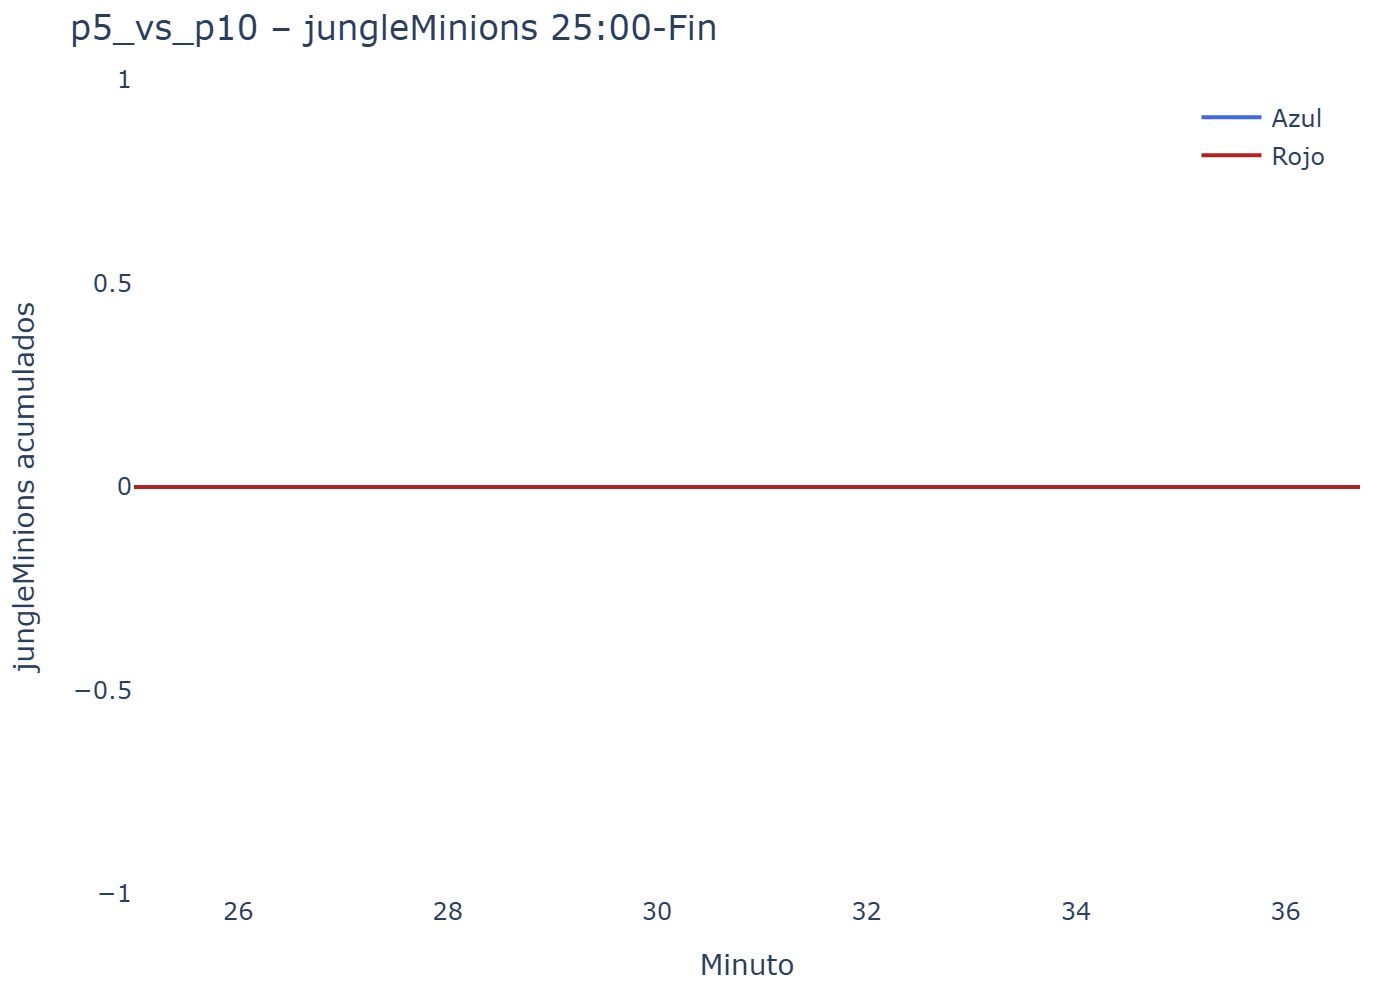 p5_vs_p10 – jungleMinions 25:00-Fin
1
0.5
0
−0.5
−1
jungleMinions acumulados
26 28 30 32 34 36
Minuto
Azul
Rojo